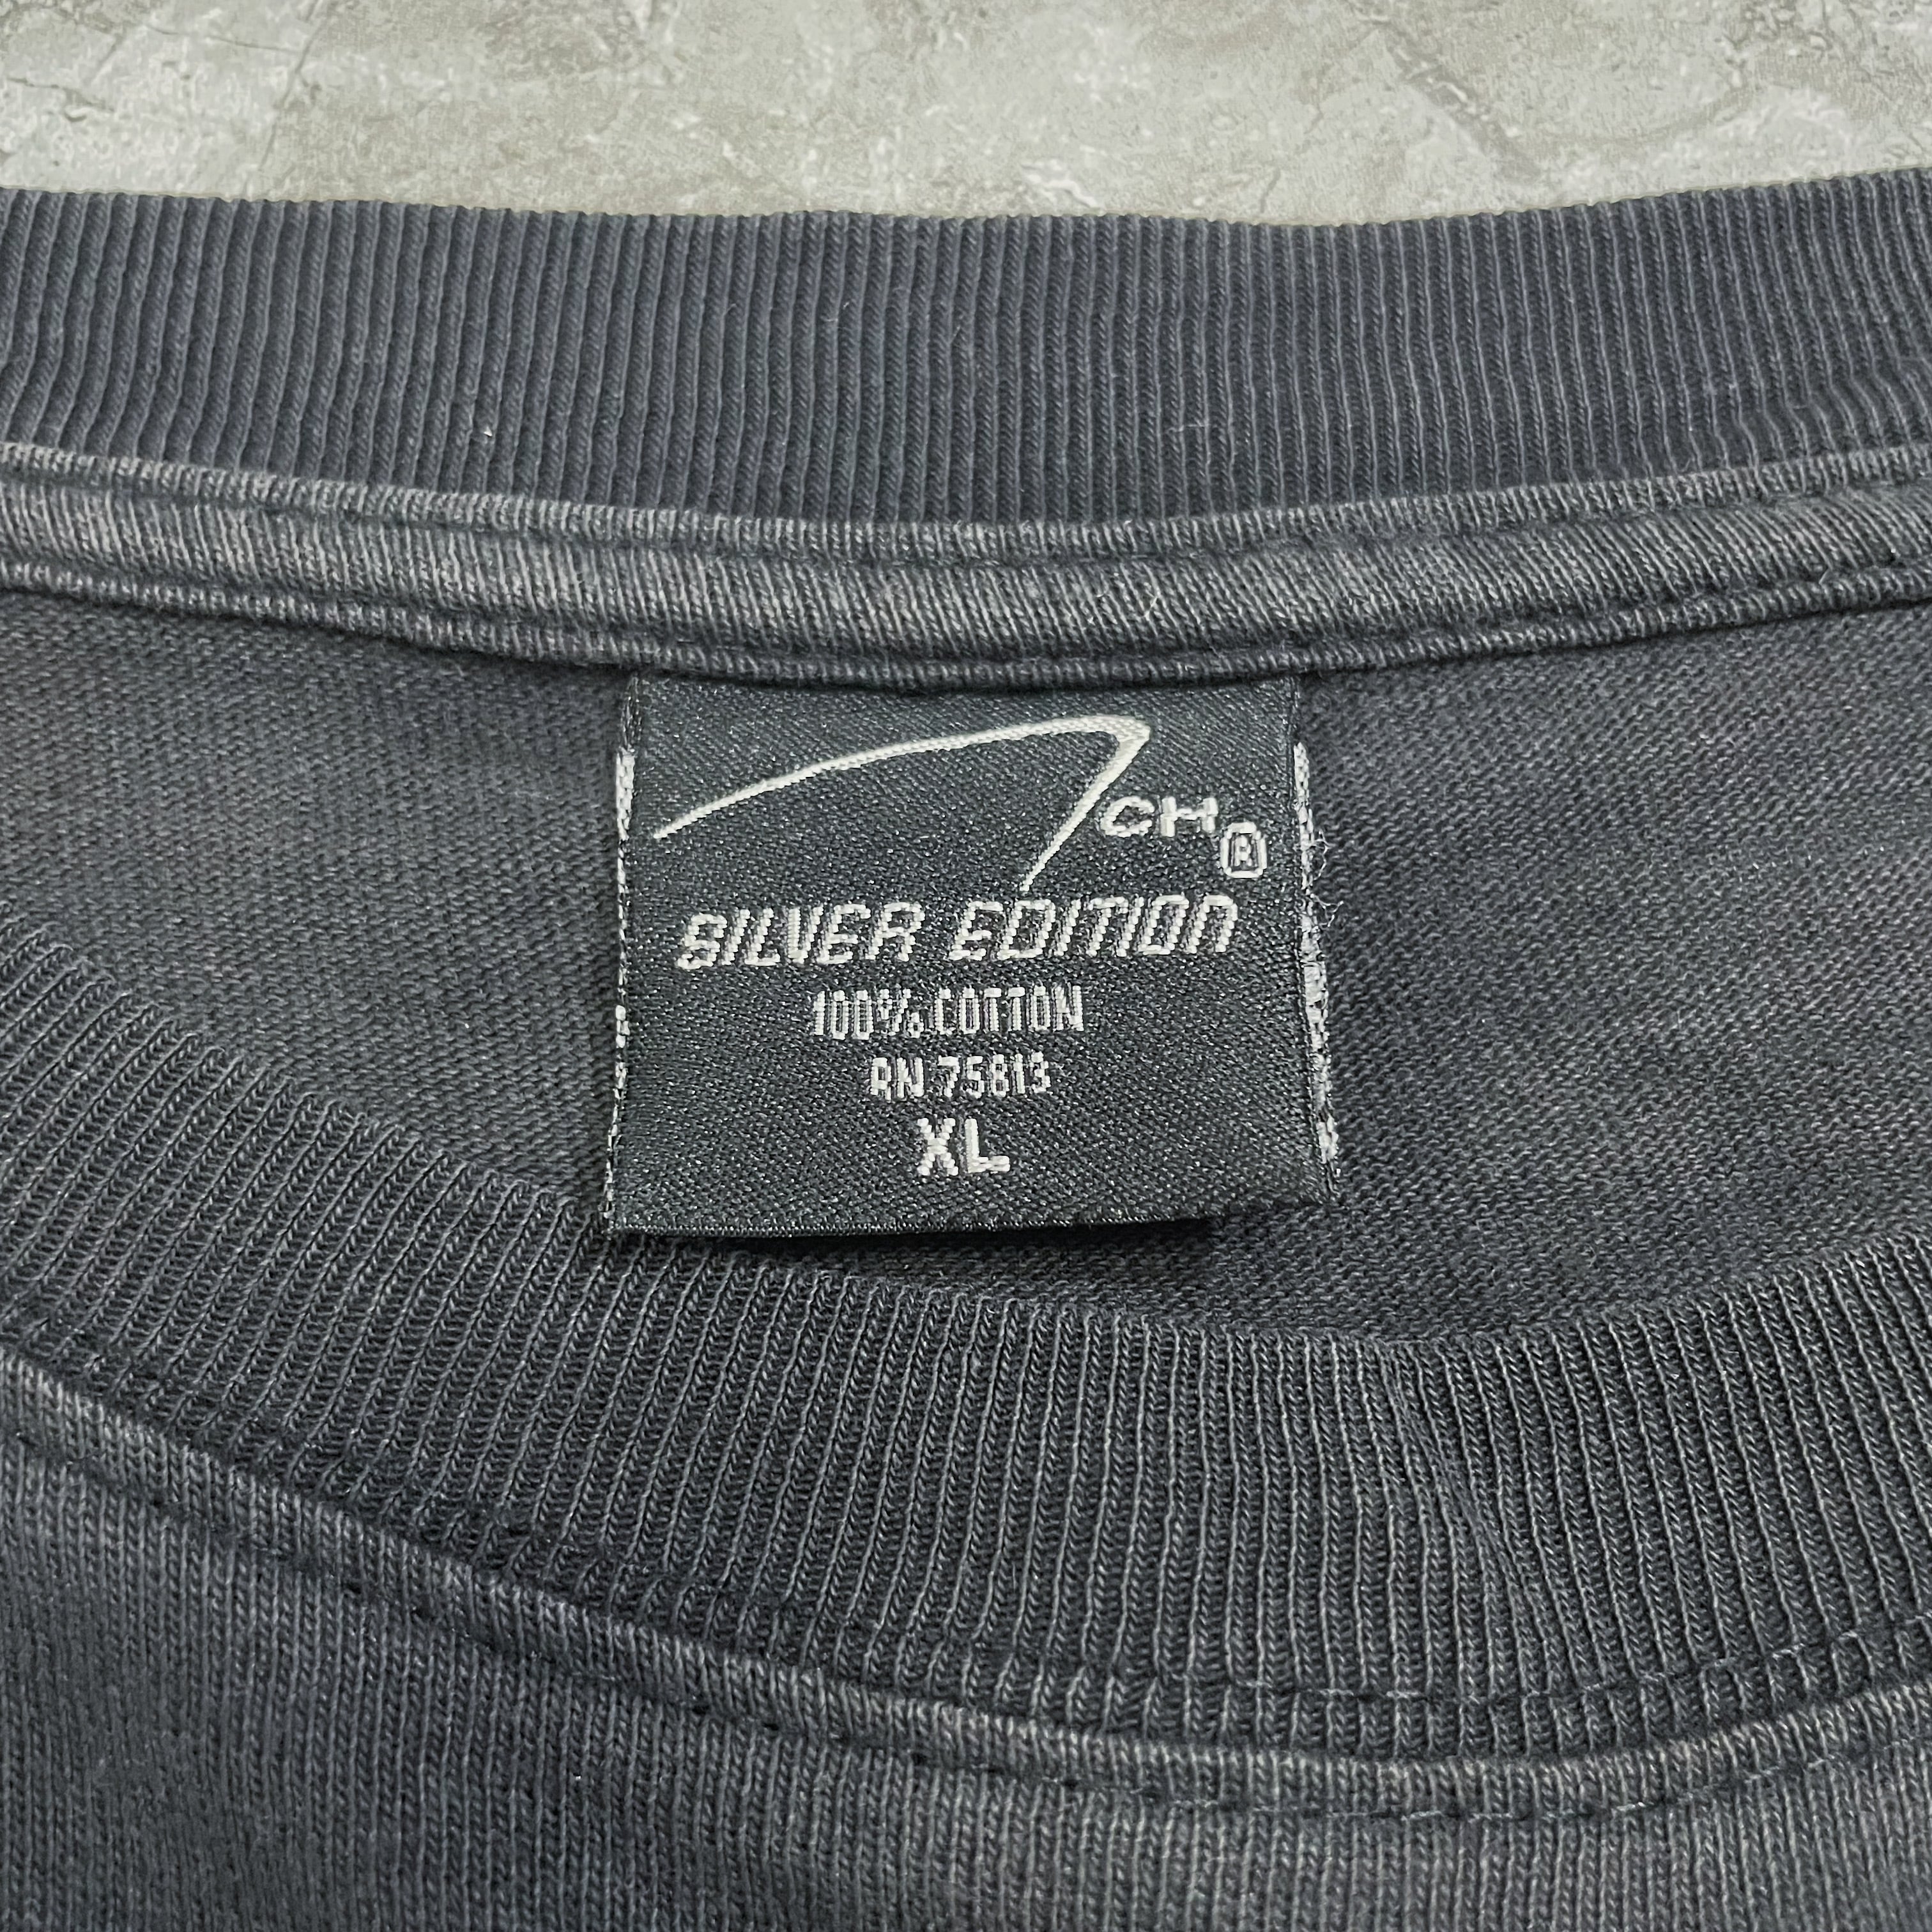 CH®
SILVER EDITION
100% COTTON
RN 75813
XL